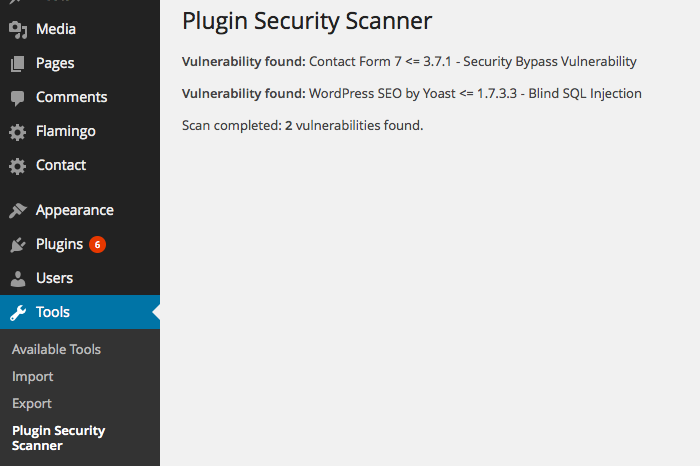 Media
Pages
Comments
Flamingo
Contact
Appearance
Plugins 6
Users
Tools
Available Tools
Import
Export
Plugin Security
Scanner
Plugin Security Scanner
Vulnerability found: Contact Form 7 <= 3.7.1 - Security Bypass Vulnerability
Vulnerability found: WordPress SEO by Yoast <= 1.7.3.3 - Blind SQL Injection
Scan completed: 2 vulnerabilities found.